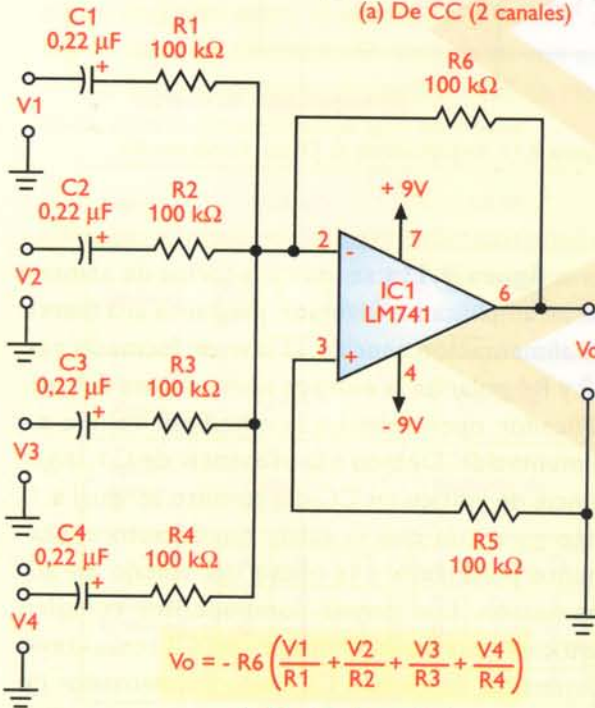 (a) De CC (2 canales)
C1
0,22 µF
+
R1
100 kΩ
V1
R6
100 kΩ
C2
0,22 µF
+
R2
100 kΩ
V2
+ 9V
2
-
7
IC1
LM741
6
3
+
4
- 9V
Vo
C3
0,22 µF
+
R3
100 kΩ
V3
C4
0,22 µF
+
R4
100 kΩ
V4
R5
100 kΩ
Vo = - R6 (V1/R1 + V2/R2 + V3/R3 + V4/R4)